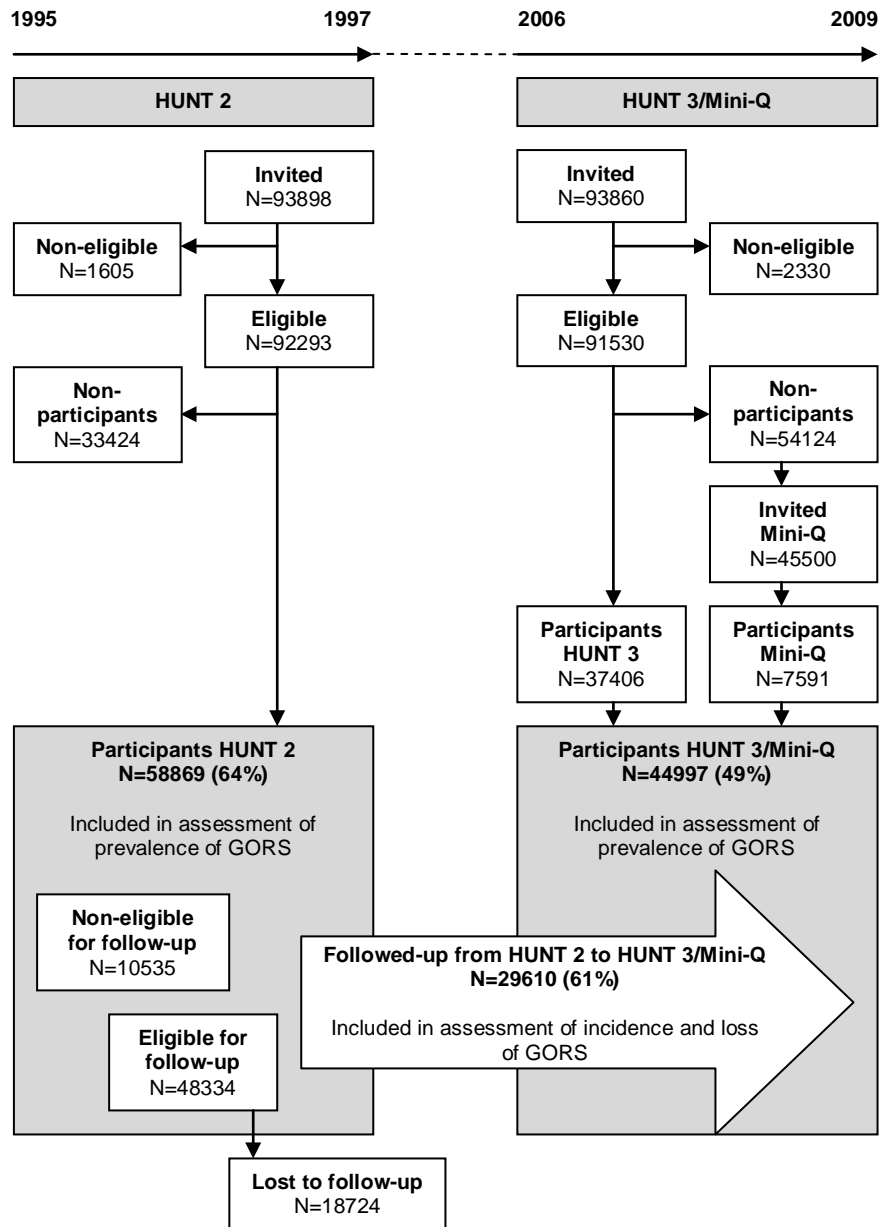 1995 1997 2006 2009
HUNT 2 HUNT 3/Mini-Q
Invited
N=93898
Non-eligible
N=1605
Eligible
N=92293
Non-
participants
N=33424
Invited
N=93860
Non-eligible
N=2330
Eligible
N=91530
Non-
participants
N=54124
Invited
Mini-Q
N=45500
Participants
HUNT 3
N=37406
Participants
Mini-Q
N=7591
Participants HUNT 2
N=58869 (64%)
Included in assessment of
prevalence of GORS
Participants HUNT 3/Mini-Q
N=44997 (49%)
Included in assessment of
prevalence of GORS
Non-eligible
for follow-up
N=10535
Followed-up from HUNT 2 to HUNT 3/Mini-Q
N=29610 (61%)
Included in assessment of incidence and loss
of GORS
Eligible for
follow-up
N=48334
Lost to follow-up
N=18724